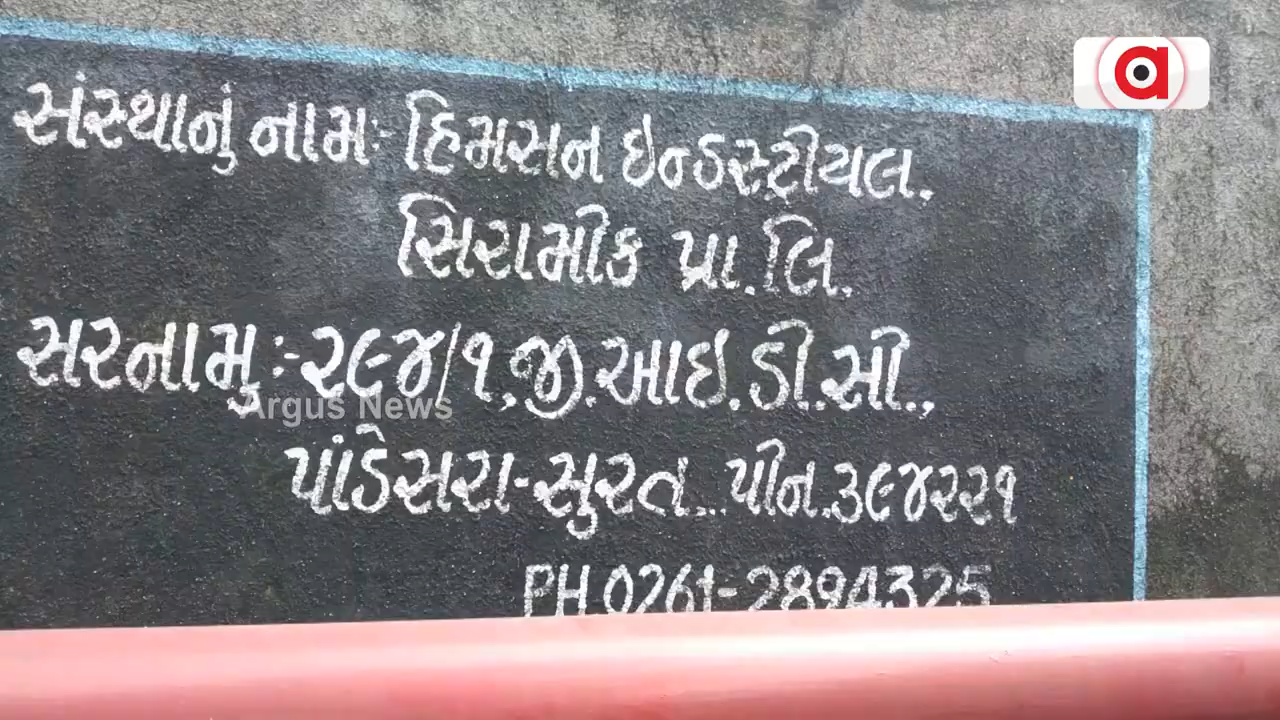 સંસ્થાનું નામઃ- હિમસન ઇન્ડસ્ટ્રીયલ.
સિરામીક પ્રા.લિ.
સરનામુ :- ૨૯૪/૧,જી.આઇ.ડી.સી.,
Argus News
પાંડેસરા-સુરત... પીન.૩૯૪૨૨૧
PH 0261-2894325